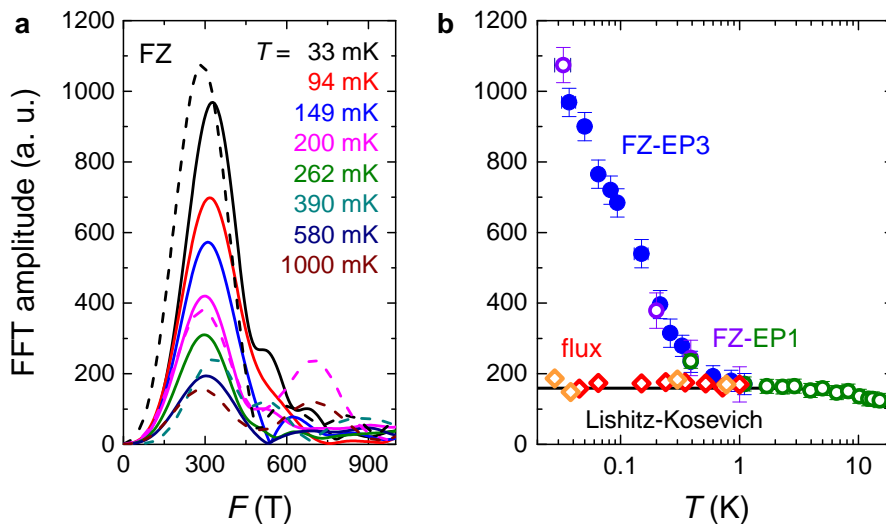 a
FZ
T = 33 mK
94 mK
149 mK
200 mK
262 mK
390 mK
580 mK
1000 mK
1200
1000
800
600
400
200
0
0 300 600 900
FFT amplitude (a. u.)
F (T)
b
1200
1000
800
600
400
200
0
FZ-EP3
FZ-EP1
flux
Lishitz-Kosevich
0.1 1 10
T (K)